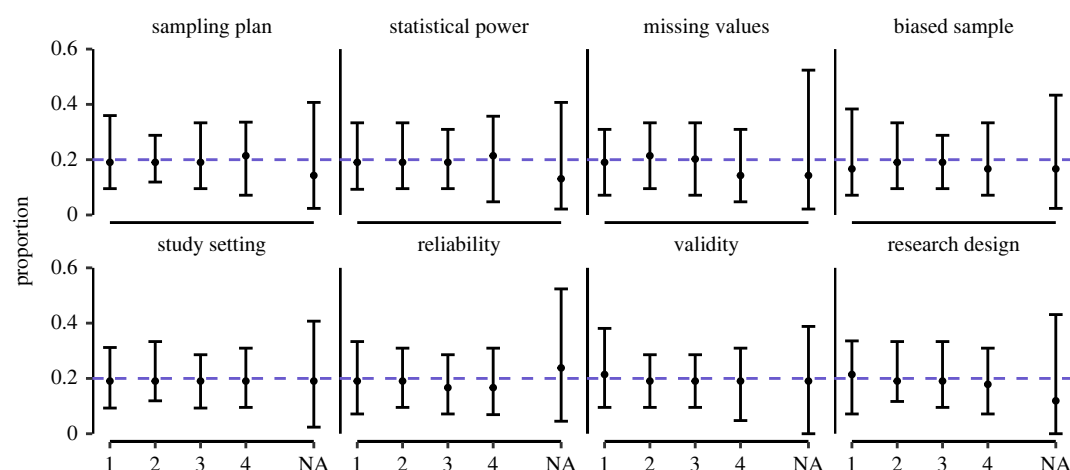 sampling plan statistical power missing values biased sample
0.6
0.4
0.2
0
study setting reliability validity research design
proportion
0.6
0.4
0.2
0
1 2 3 4 NA 1 2 3 4 NA 1 2 3 4 NA 1 2 3 4 NA